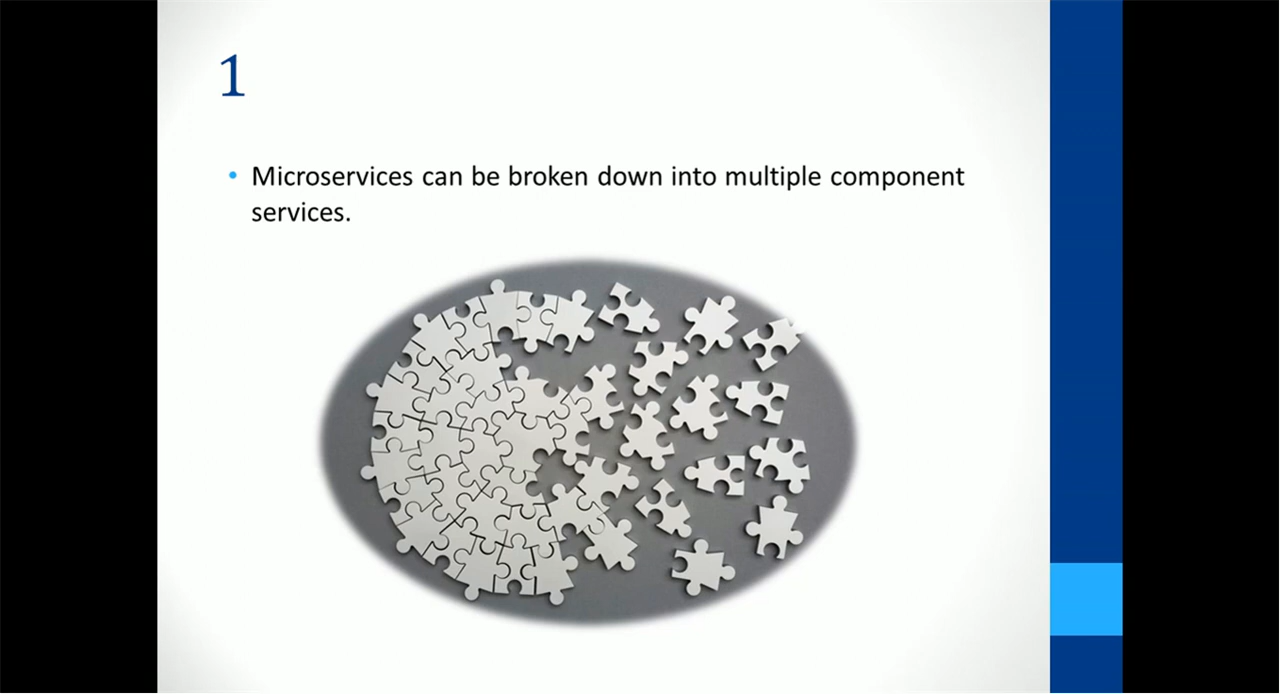 1
• Microservices can be broken down into multiple component
services.